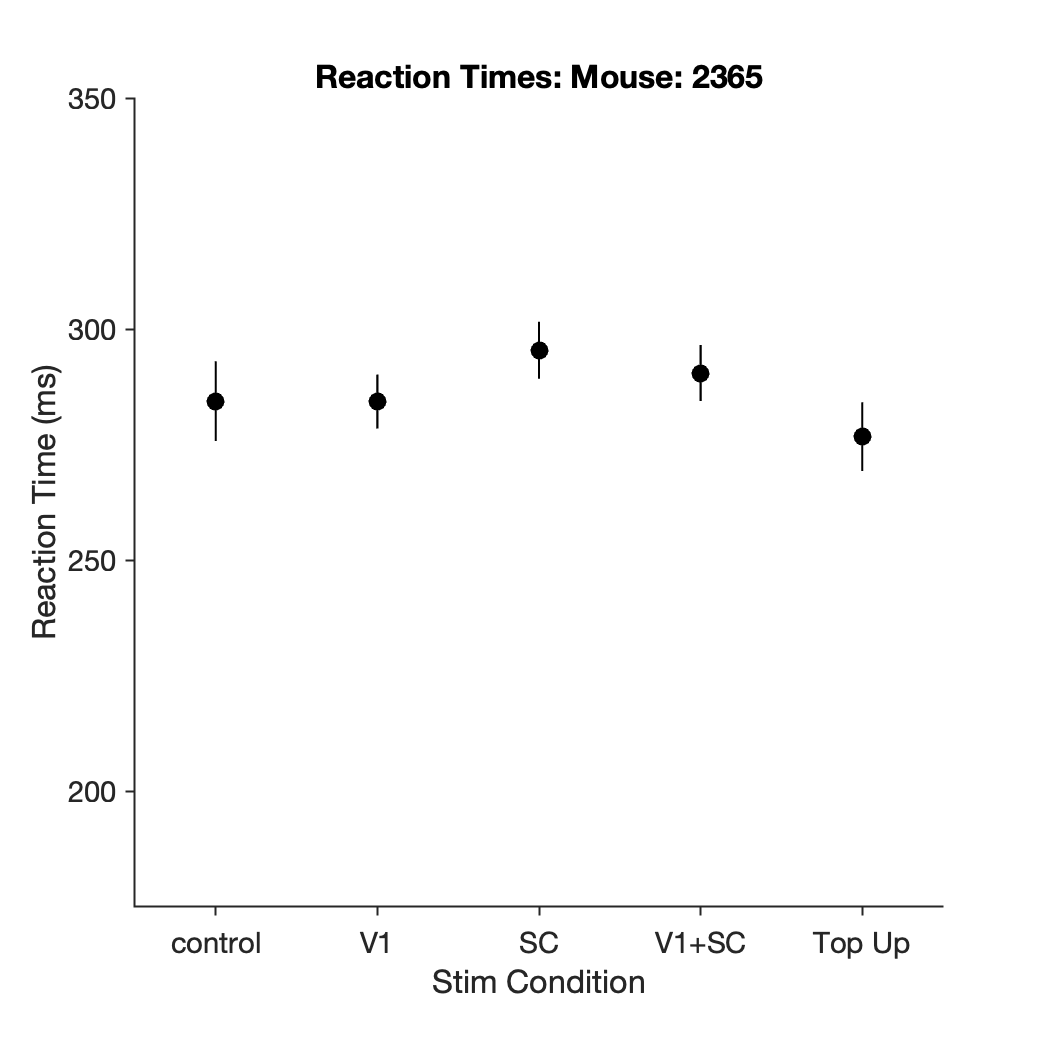 Reaction Times: Mouse: 2365
350
300
250
200
Reaction Time (ms)
control V1 SC V1+SC Top Up
Stim Condition